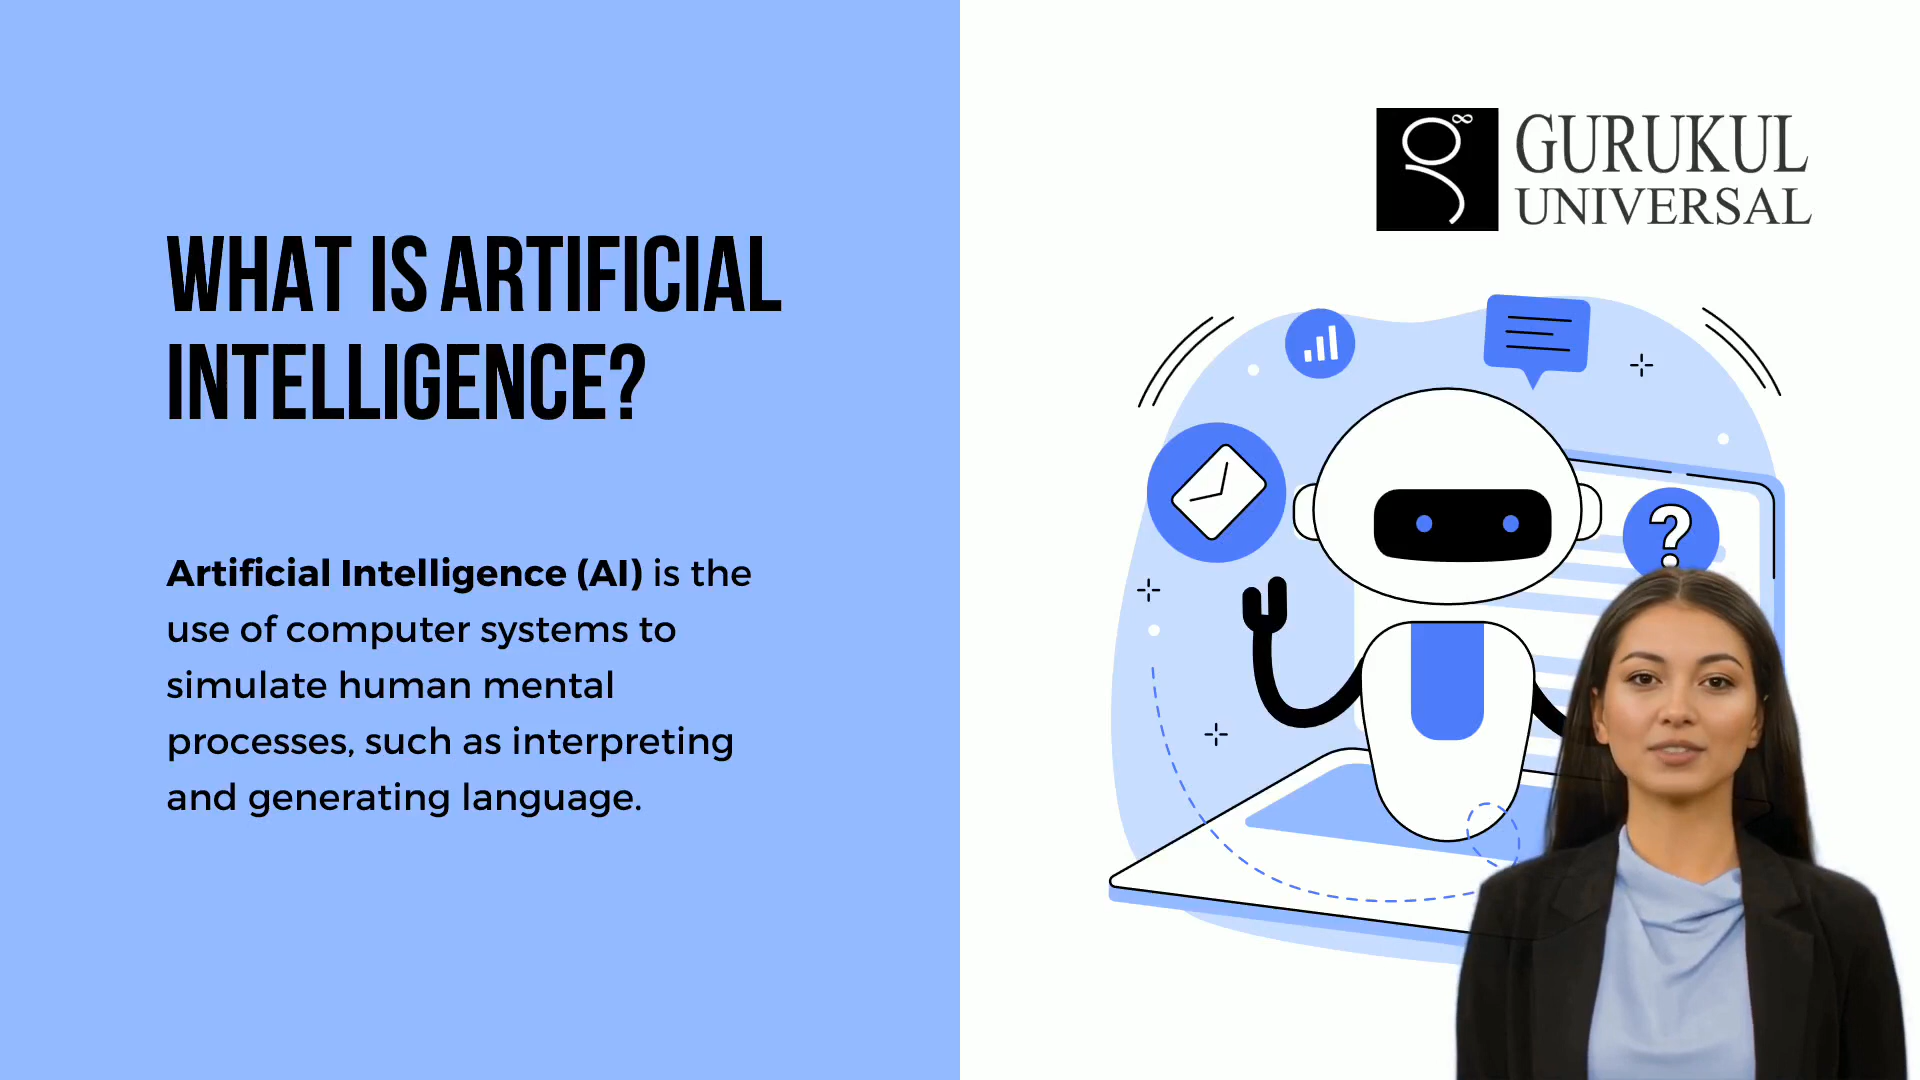 WHAT IS ARTIFICIAL
INTELLIGENCE?
Artificial Intelligence (AI) is the
use of computer systems to
simulate human mental
processes, such as interpreting
and generating language.
g∞
GURUKUL
UNIVERSAL
?